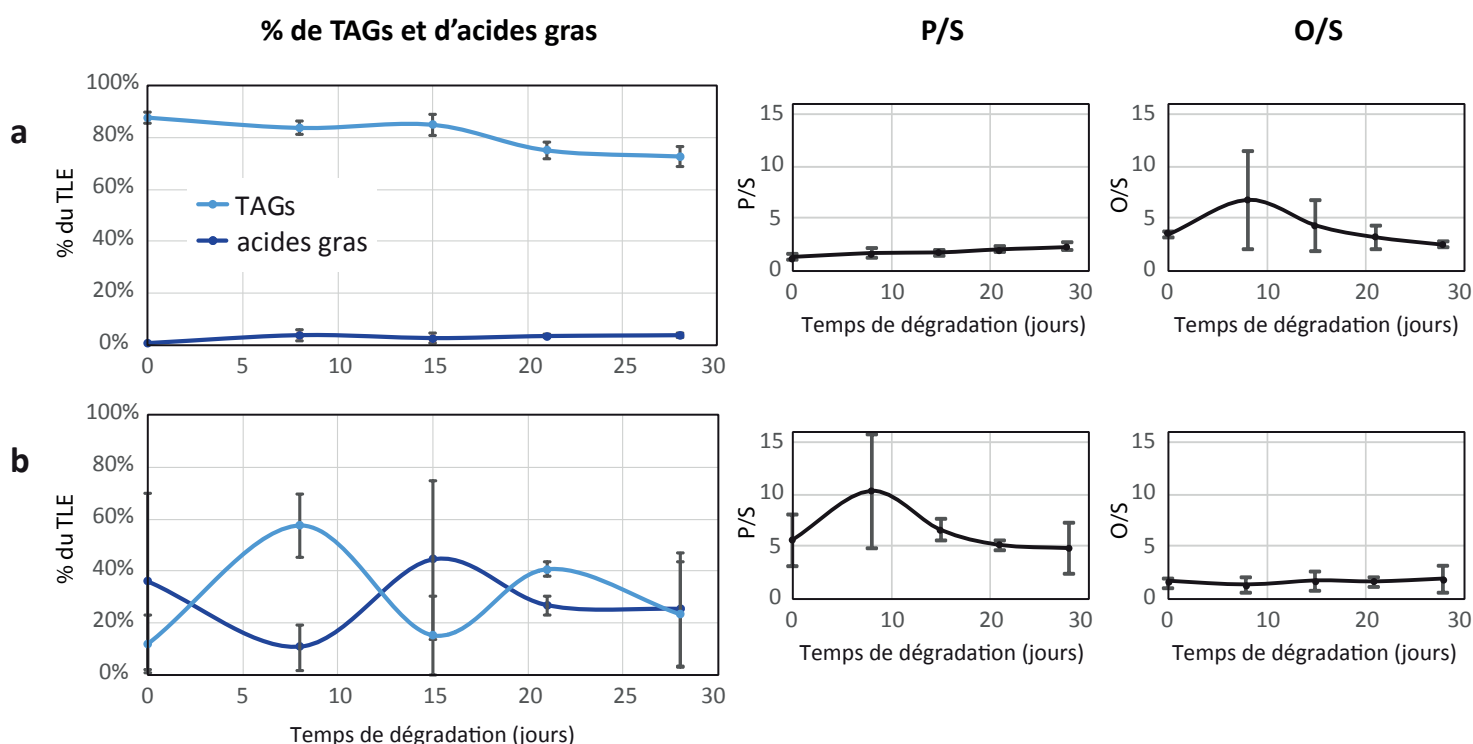 % de TAGs et d’acides gras
P/S
O/S
a
% du TLE
100%
80%
60%
40%
20%
0%
TAGs
acides gras
0 5 10 15 20 25 30
P/S
15
10
5
0
0 10 20 30
Temps de dégradation (jours)
O/S
15
10
5
0
0 10 20 30
Temps de dégradation (jours)
b
% du TLE
100%
80%
60%
40%
20%
0%
0 5 10 15 20 25 30
Temps de dégradation (jours)
P/S
15
10
5
0
0 10 20 30
Temps de dégradation (jours)
O/S
15
10
5
0
0 10 20 30
Temps de dégradation (jours)